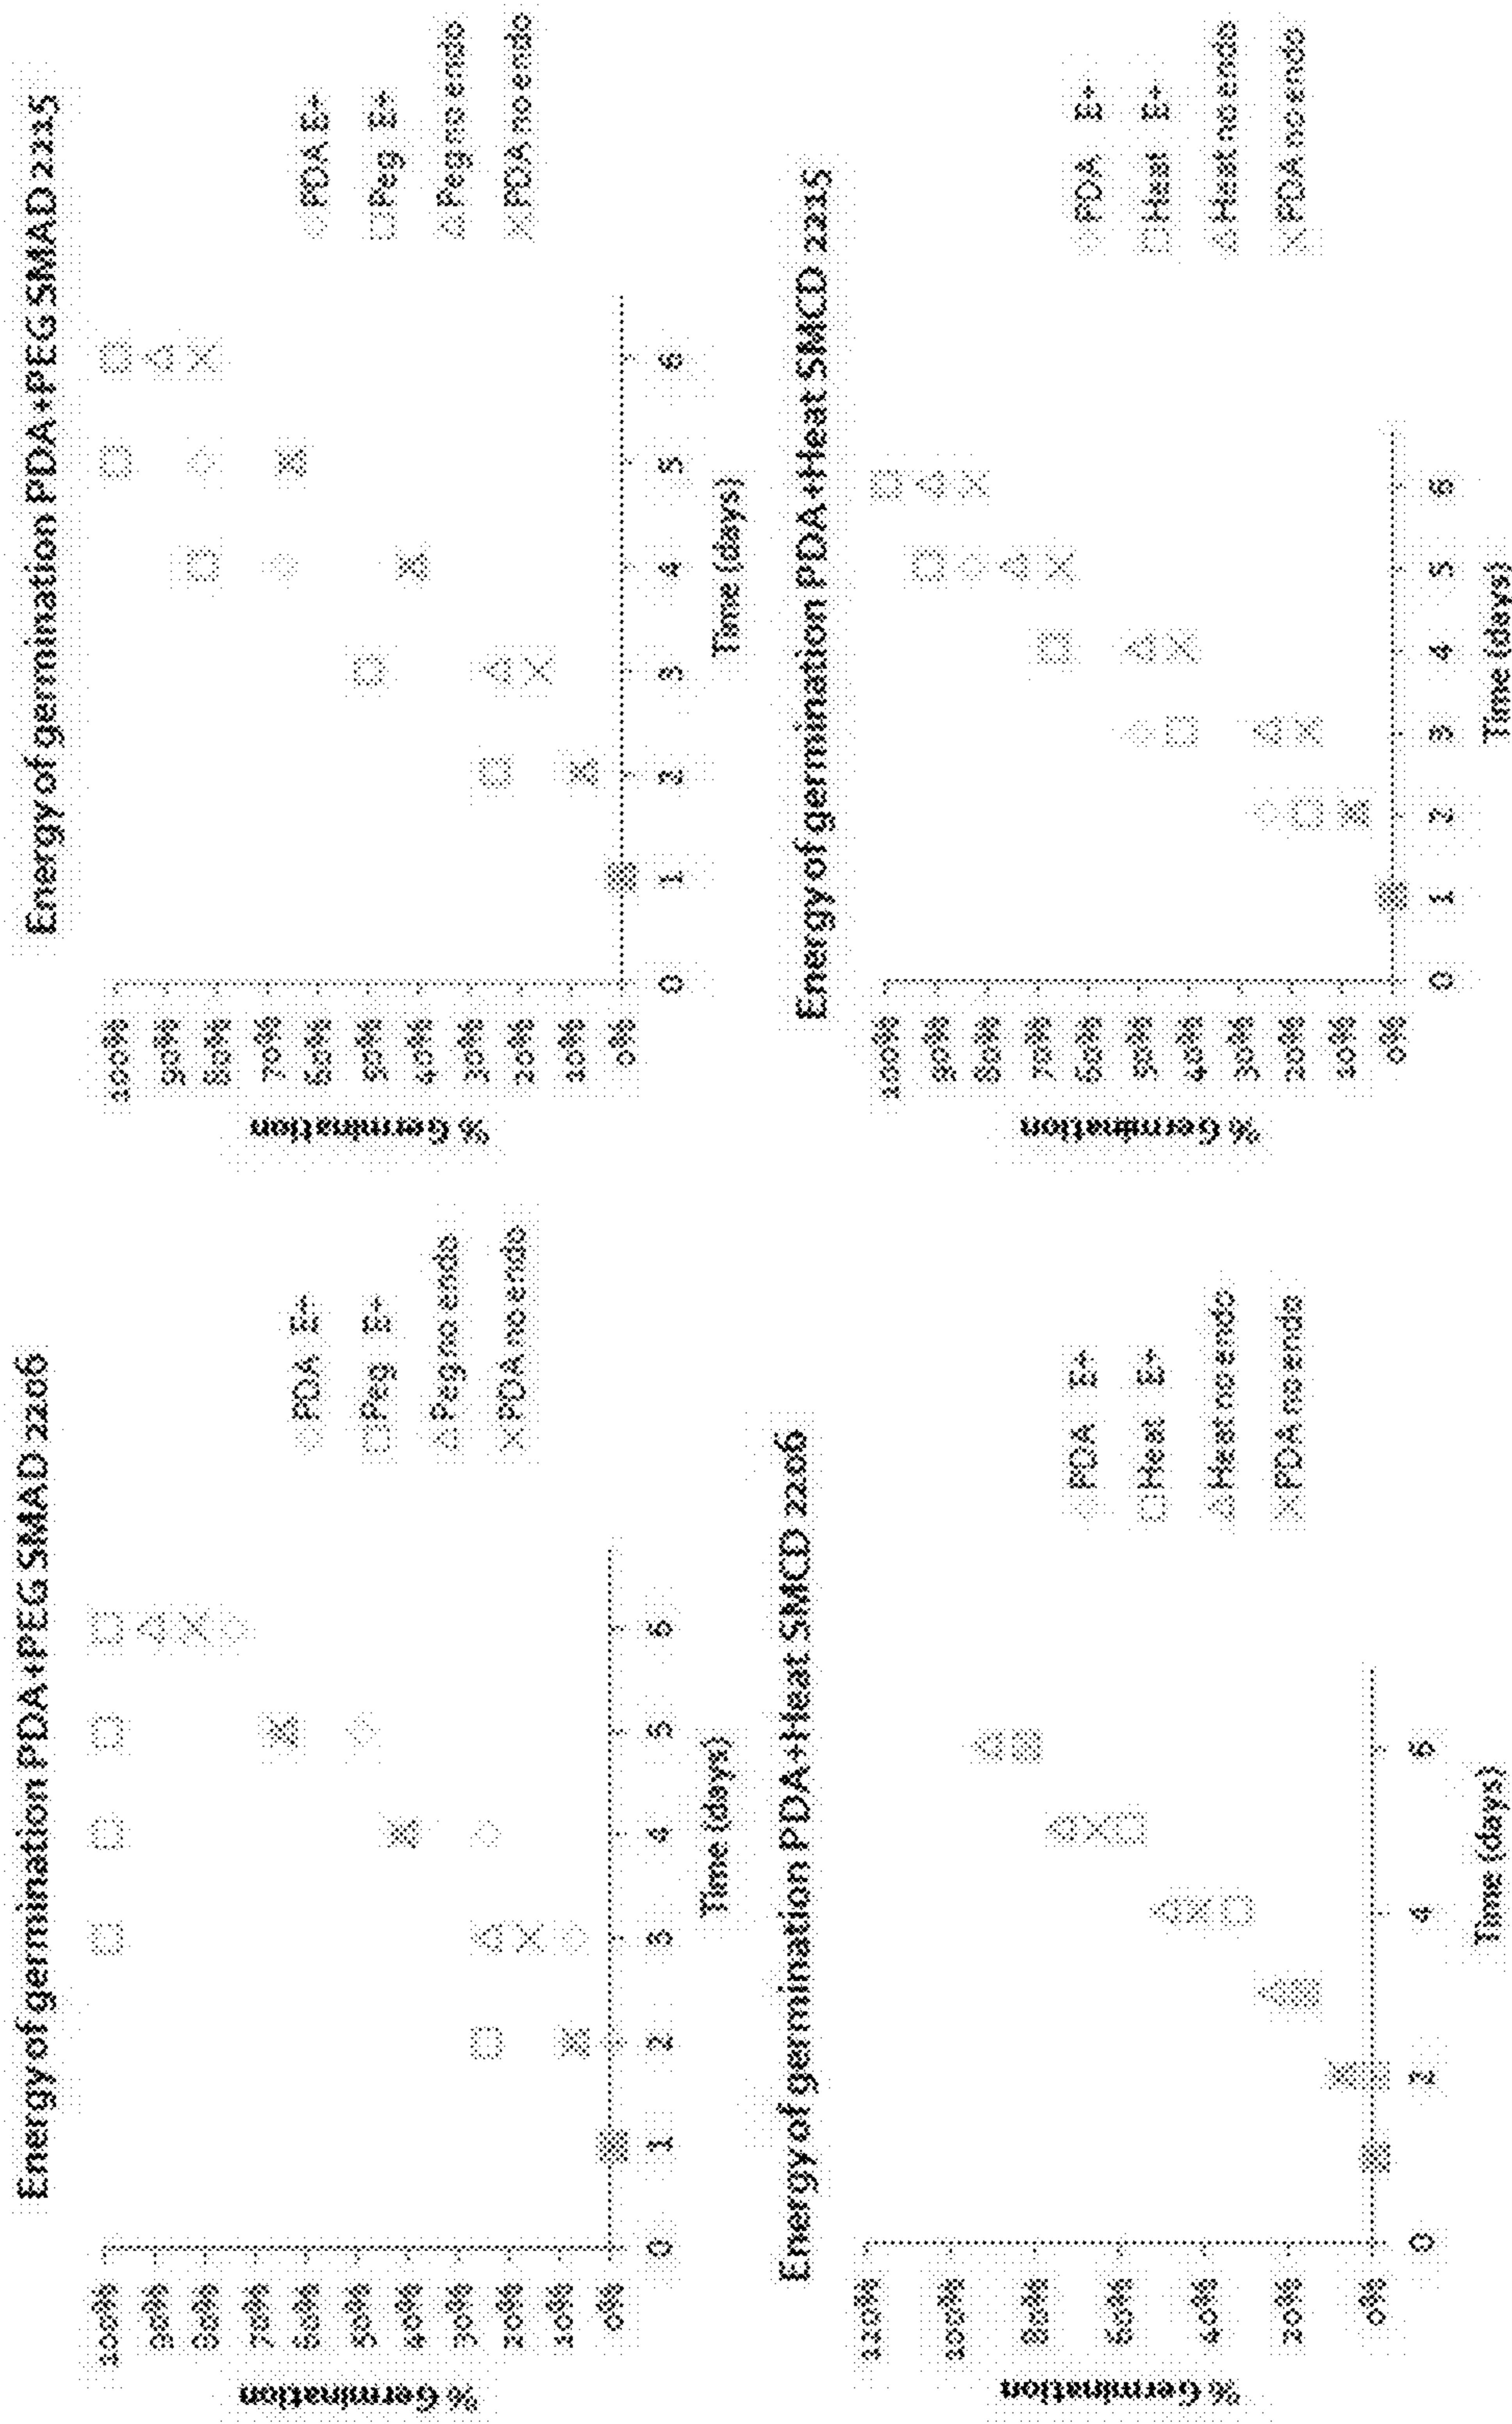 Energy of germination PDA+PEG SMAD 2206
% Germination
100%
90%
80%
70%
60%
50%
40%
30%
20%
10%
0%
0 1 2 3 4 5 6
Time (days)
PDA E+
Peg E+
Peg no endo
PDA no endo
Energy of germination PDA+PEG SMAD 2215
% Germination
100%
90%
80%
70%
60%
50%
40%
30%
20%
10%
0%
0 1 2 3 4 5 6
Time (days)
PDA E+
Peg E+
Peg no endo
PDA no endo
Energy of germination PDA+Heat SMCD 2206
% Germination
120%
100%
80%
60%
40%
20%
0%
0 2 4 6
Time (days)
PDA E+
Heat E+
Heat no endo
PDA no endo
Energy of germination PDA+Heat SMCD 2215
% Germination
100%
90%
80%
70%
60%
50%
40%
30%
20%
10%
0%
0 1 2 3 4 5 6
Time (days)
PDA E+
Heat E+
Heat no endo
PDA no endo